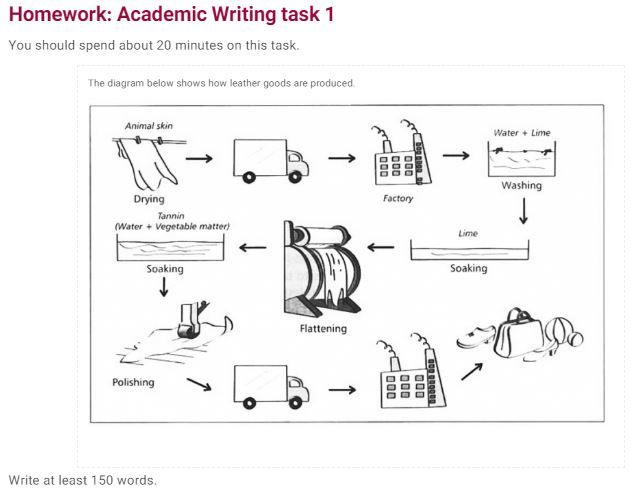 Homework: Academic Writing task 1
You should spend about 20 minutes on this task.
The diagram below shows how leather goods are produced.
Animal skin
Drying
Factory
Water + Lime
Washing
Lime
Soaking
Flattening
Tannin
(Water + Vegetable matter)
Soaking
Polishing
Write at least 150 words.